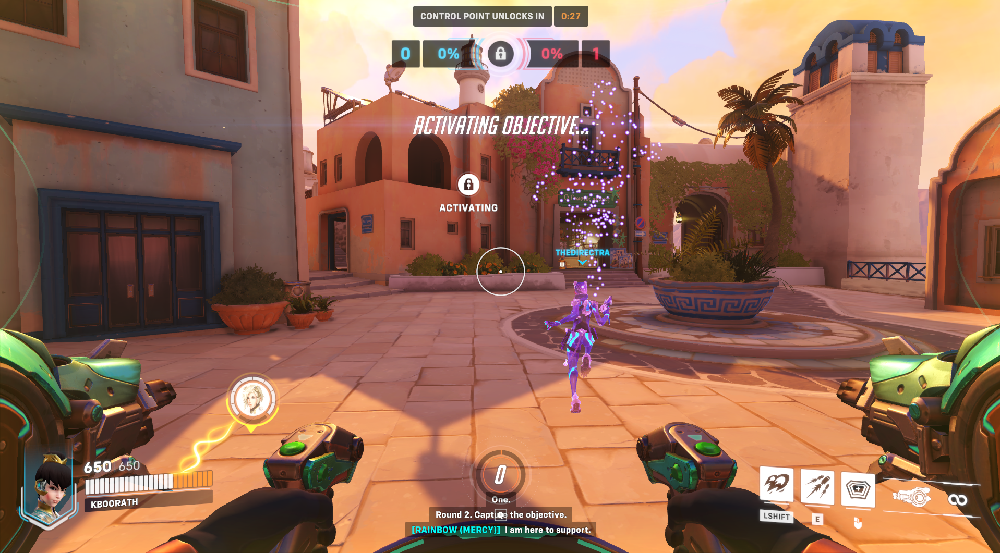 CONTROL POINT UNLOCKS IN 0:27
0 0% 0% 1
ACTIVATING OBJECTIVE...
ACTIVATING
THEDIRECTRA
650 | 650
KBOORATH
0
One.
Round 2. Capture the objective.
Q
[RAINBOW (MERCY)] I am here to support.
LSHIFT
E